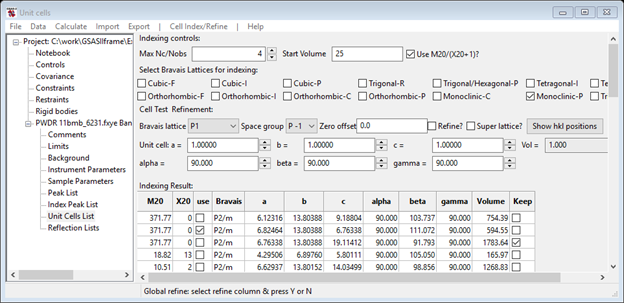 Unit cells
File Data Calculate Import Export | Cell Index/Refine | Help
Project: C:\work\GSASIIframe\Ex
Notebook
Controls
Covariance
Constraints
Restraints
Rigid bodies
PWDR 11bmb_6231.fxye Ban
Comments
Limits
Background
Instrument Parameters
Sample Parameters
Peak List
Index Peak List
Unit Cells List
Reflection Lists
Indexing controls:
Max Nc/Nobs 4 Start Volume 25 Use M20/(X20+1)?
Select Bravais Lattices for indexing:
Cubic-F Cubic-I Cubic-P Trigonal-R Trigonal/Hexagonal-P Tetragonal-I Te
Orthorhombic-F Orthorhombic-I Orthorhombic-C Orthorhombic-P Monoclinic-C Monoclinic-P Tri
Cell Test Refinement:
Bravais lattice P1 Space group P -1 Zero offset 0.0 Refine? Super lattice? Show hkl positions
Unit cell: a = 1.00000 b = 1.00000 c = 1.00000 Vol = 1.000
alpha = 90.000 beta = 90.000 gamma = 90.000
Indexing Result:
M20 X20 use Bravais a b c alpha beta gamma Volume Keep
371.77 0 P2/m 6.12316 13.80388 9.18804 90.000 103.737 90.000 754.39
371.77 0 P2/m 6.82464 13.80388 6.76338 90.000 111.072 90.000 594.55
371.77 0 P2/m 6.76338 13.80388 19.11412 90.000 91.793 90.000 1783.64
18.82 13 P2/m 4.29506 6.89760 5.80111 90.000 105.050 90.000 165.97
10.51 2 P2/m 6.62937 13.80152 14.03499 90.000 98.856 90.000 1268.83
Global refine: select refine column & press Y or N